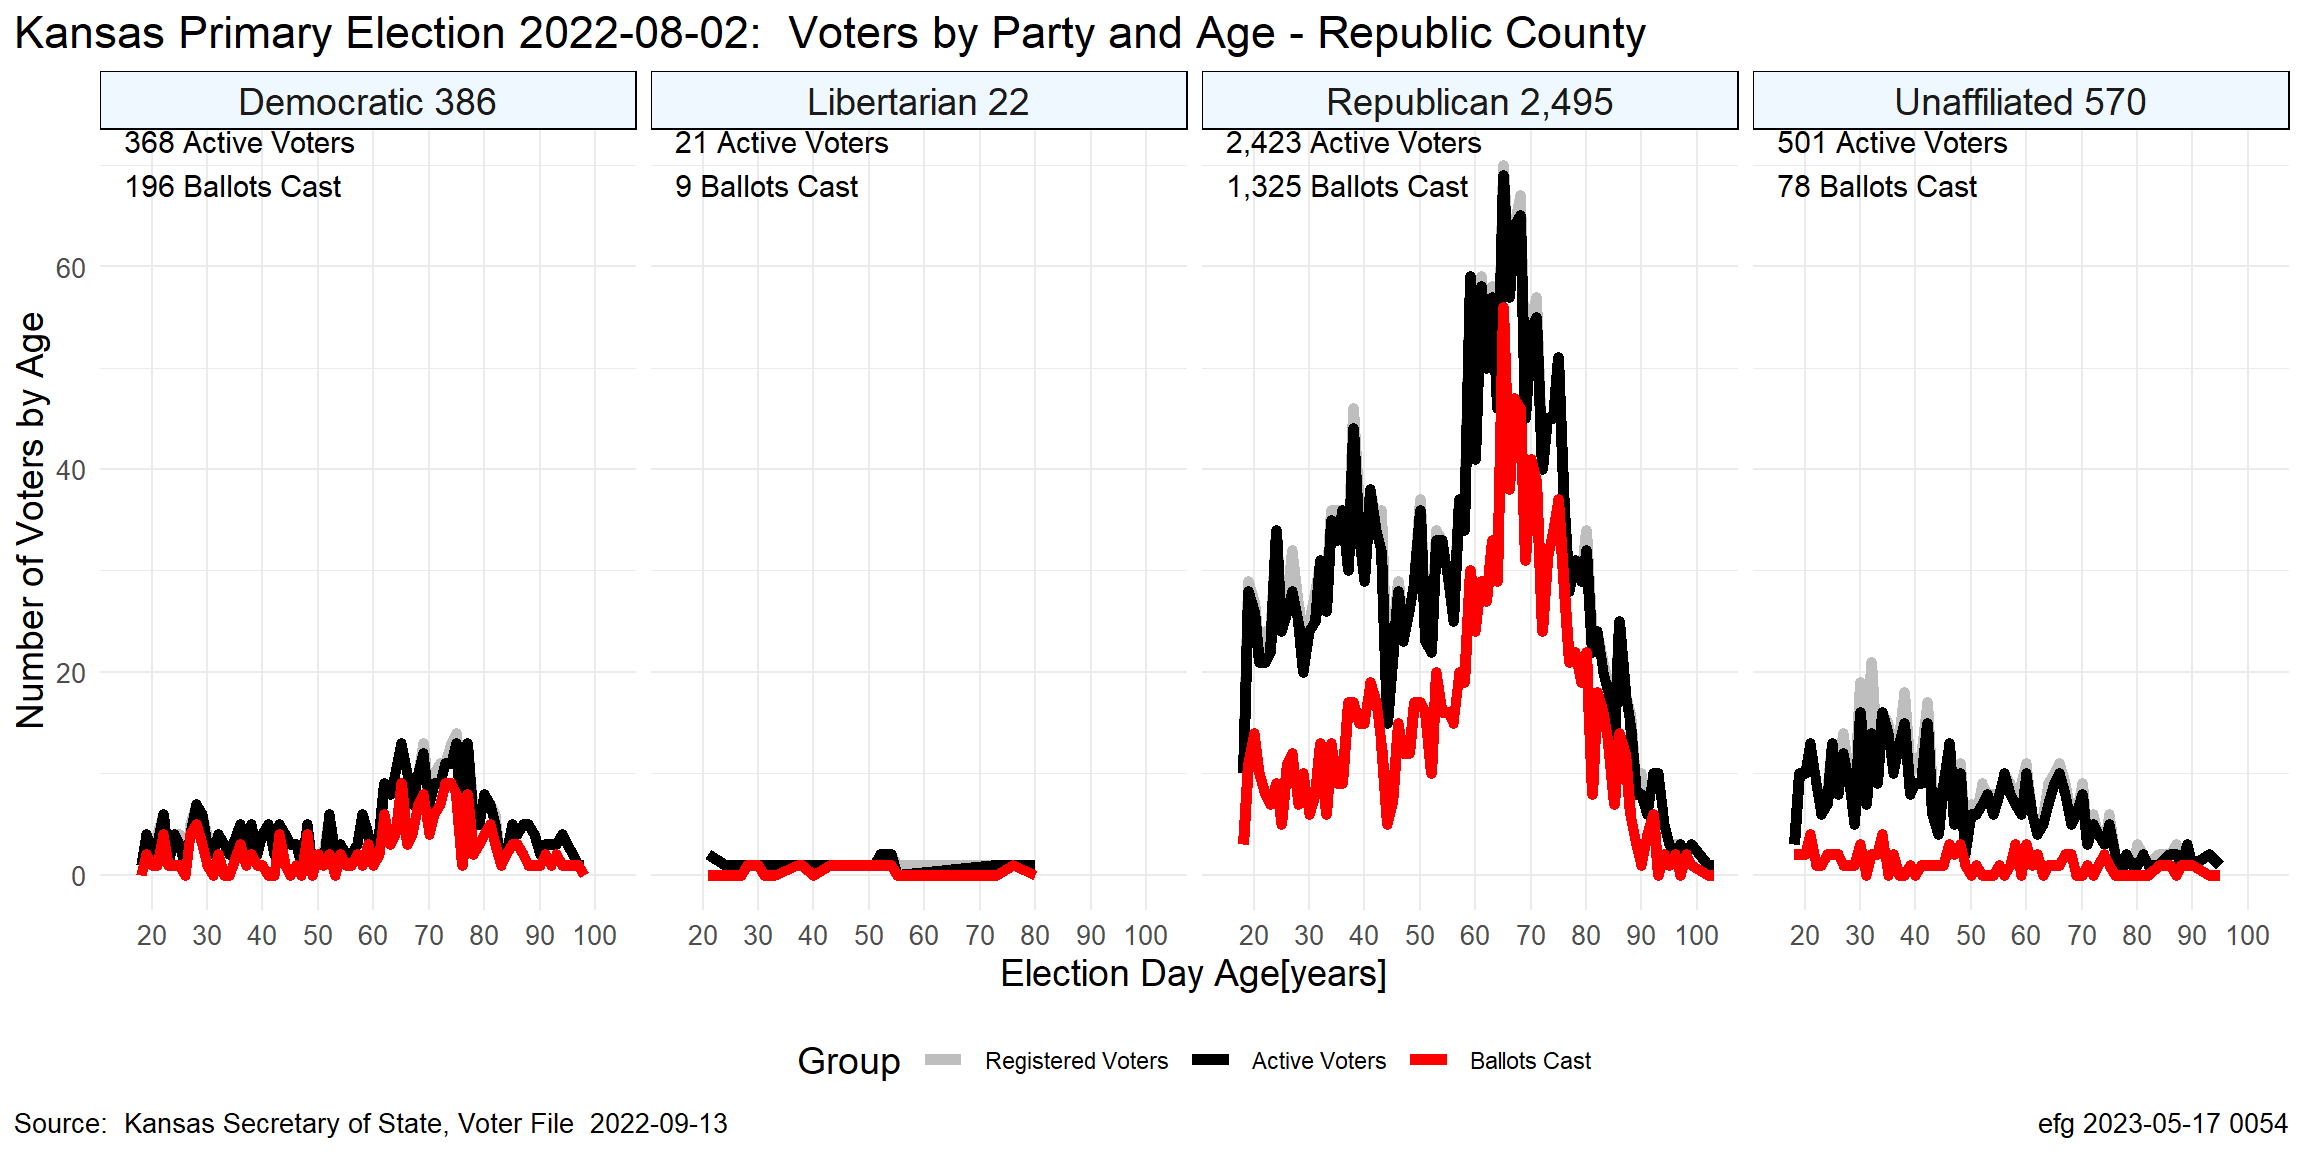 Kansas Primary Election 2022-08-02:  Voters by Party and Age - Republic County
Democratic 386
Libertarian 22
Republican 2,495
Unaffiliated 570
368 Active Voters
196 Ballots Cast
21 Active Voters
9 Ballots Cast
2,423 Active Voters
1,325 Ballots Cast
501 Active Voters
78 Ballots Cast
Number of Voters by Age
60
40
20
0
20 30 40 50 60 70 80 90 100
20 30 40 50 60 70 80 90 100
20 30 40 50 60 70 80 90 100
20 30 40 50 60 70 80 90 100
Election Day Age[years]
Group Registered Voters Active Voters Ballots Cast
Source:  Kansas Secretary of State, Voter File  2022-09-13
efg 2023-05-17 0054